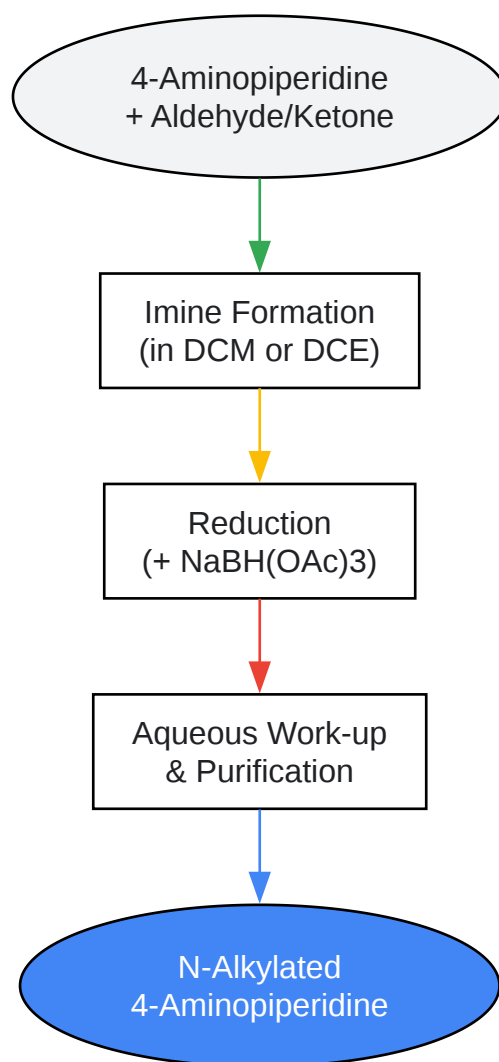 4-Aminopiperidine
+ Aldehyde/Ketone
Imine Formation
(in DCM or DCE)
Reduction
(+ NaBH(OAc)3)
Aqueous Work-up
& Purification
N-Alkylated
4-Aminopiperidine